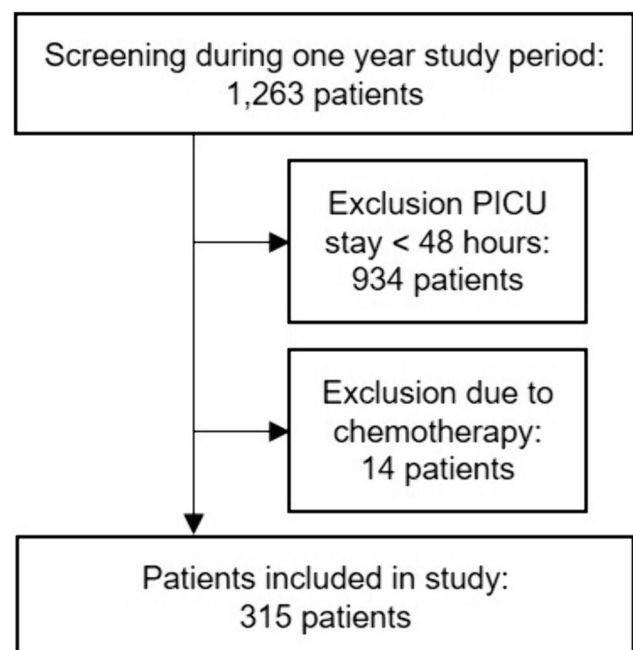 Screening during one year study period:
1,263 patients
Exclusion PICU
stay < 48 hours:
934 patients
Exclusion due to
chemotherapy:
14 patients
Patients included in study:
315 patients